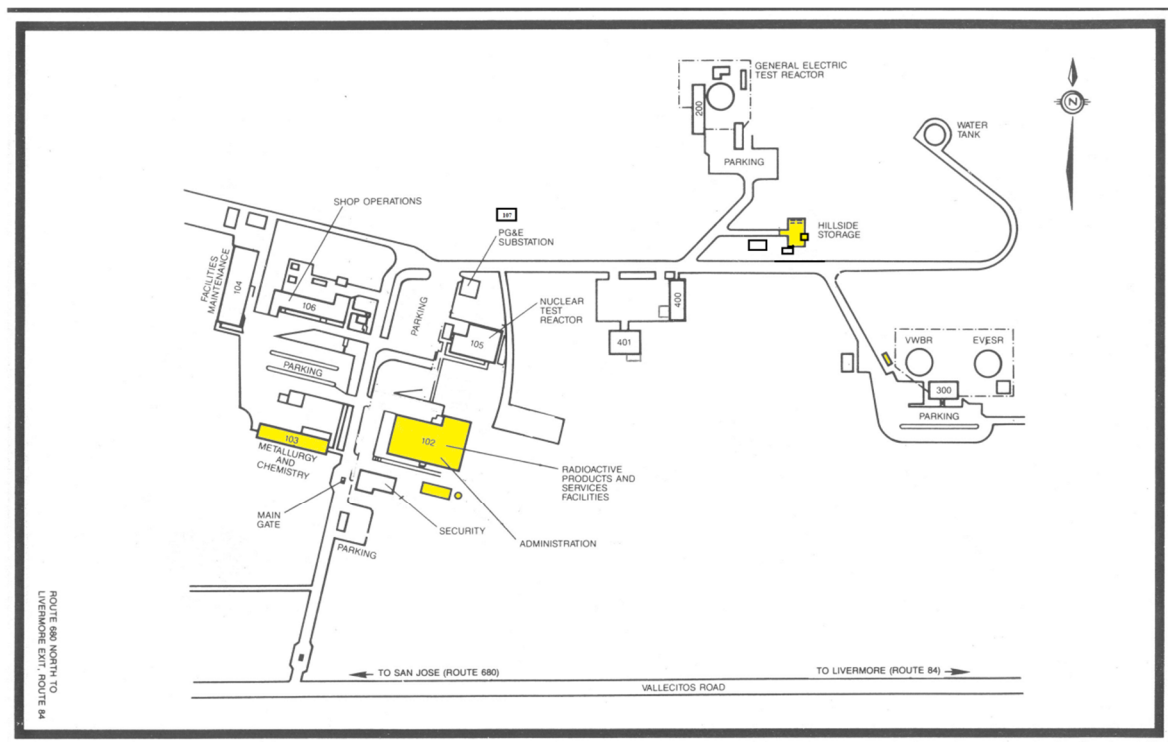 GENERAL ELECTRIC
TEST REACTOR
200
PARKING
N
WATER
TANK
SHOP OPERATIONS
107
PG&E
SUBSTATION
HILLSIDE
STORAGE
FACILITIES
MAINTENANCE
104
106
PARKING
NUCLEAR
TEST
REACTOR
105
400
401
VWBR
EVESR
300
PARKING
PARKING
103
METALLURGY
AND
CHEMISTRY
102
RADIOACTIVE
PRODUCTS AND
SERVICES
FACILITIES
MAIN
GATE
SECURITY
ADMINISTRATION
PARKING
ROUTE 680 NORTH TO
LIVERMORE EXIT, ROUTE 84
TO SAN JOSE (ROUTE 680)
TO LIVERMORE (ROUTE 84)
VALLECITOS ROAD